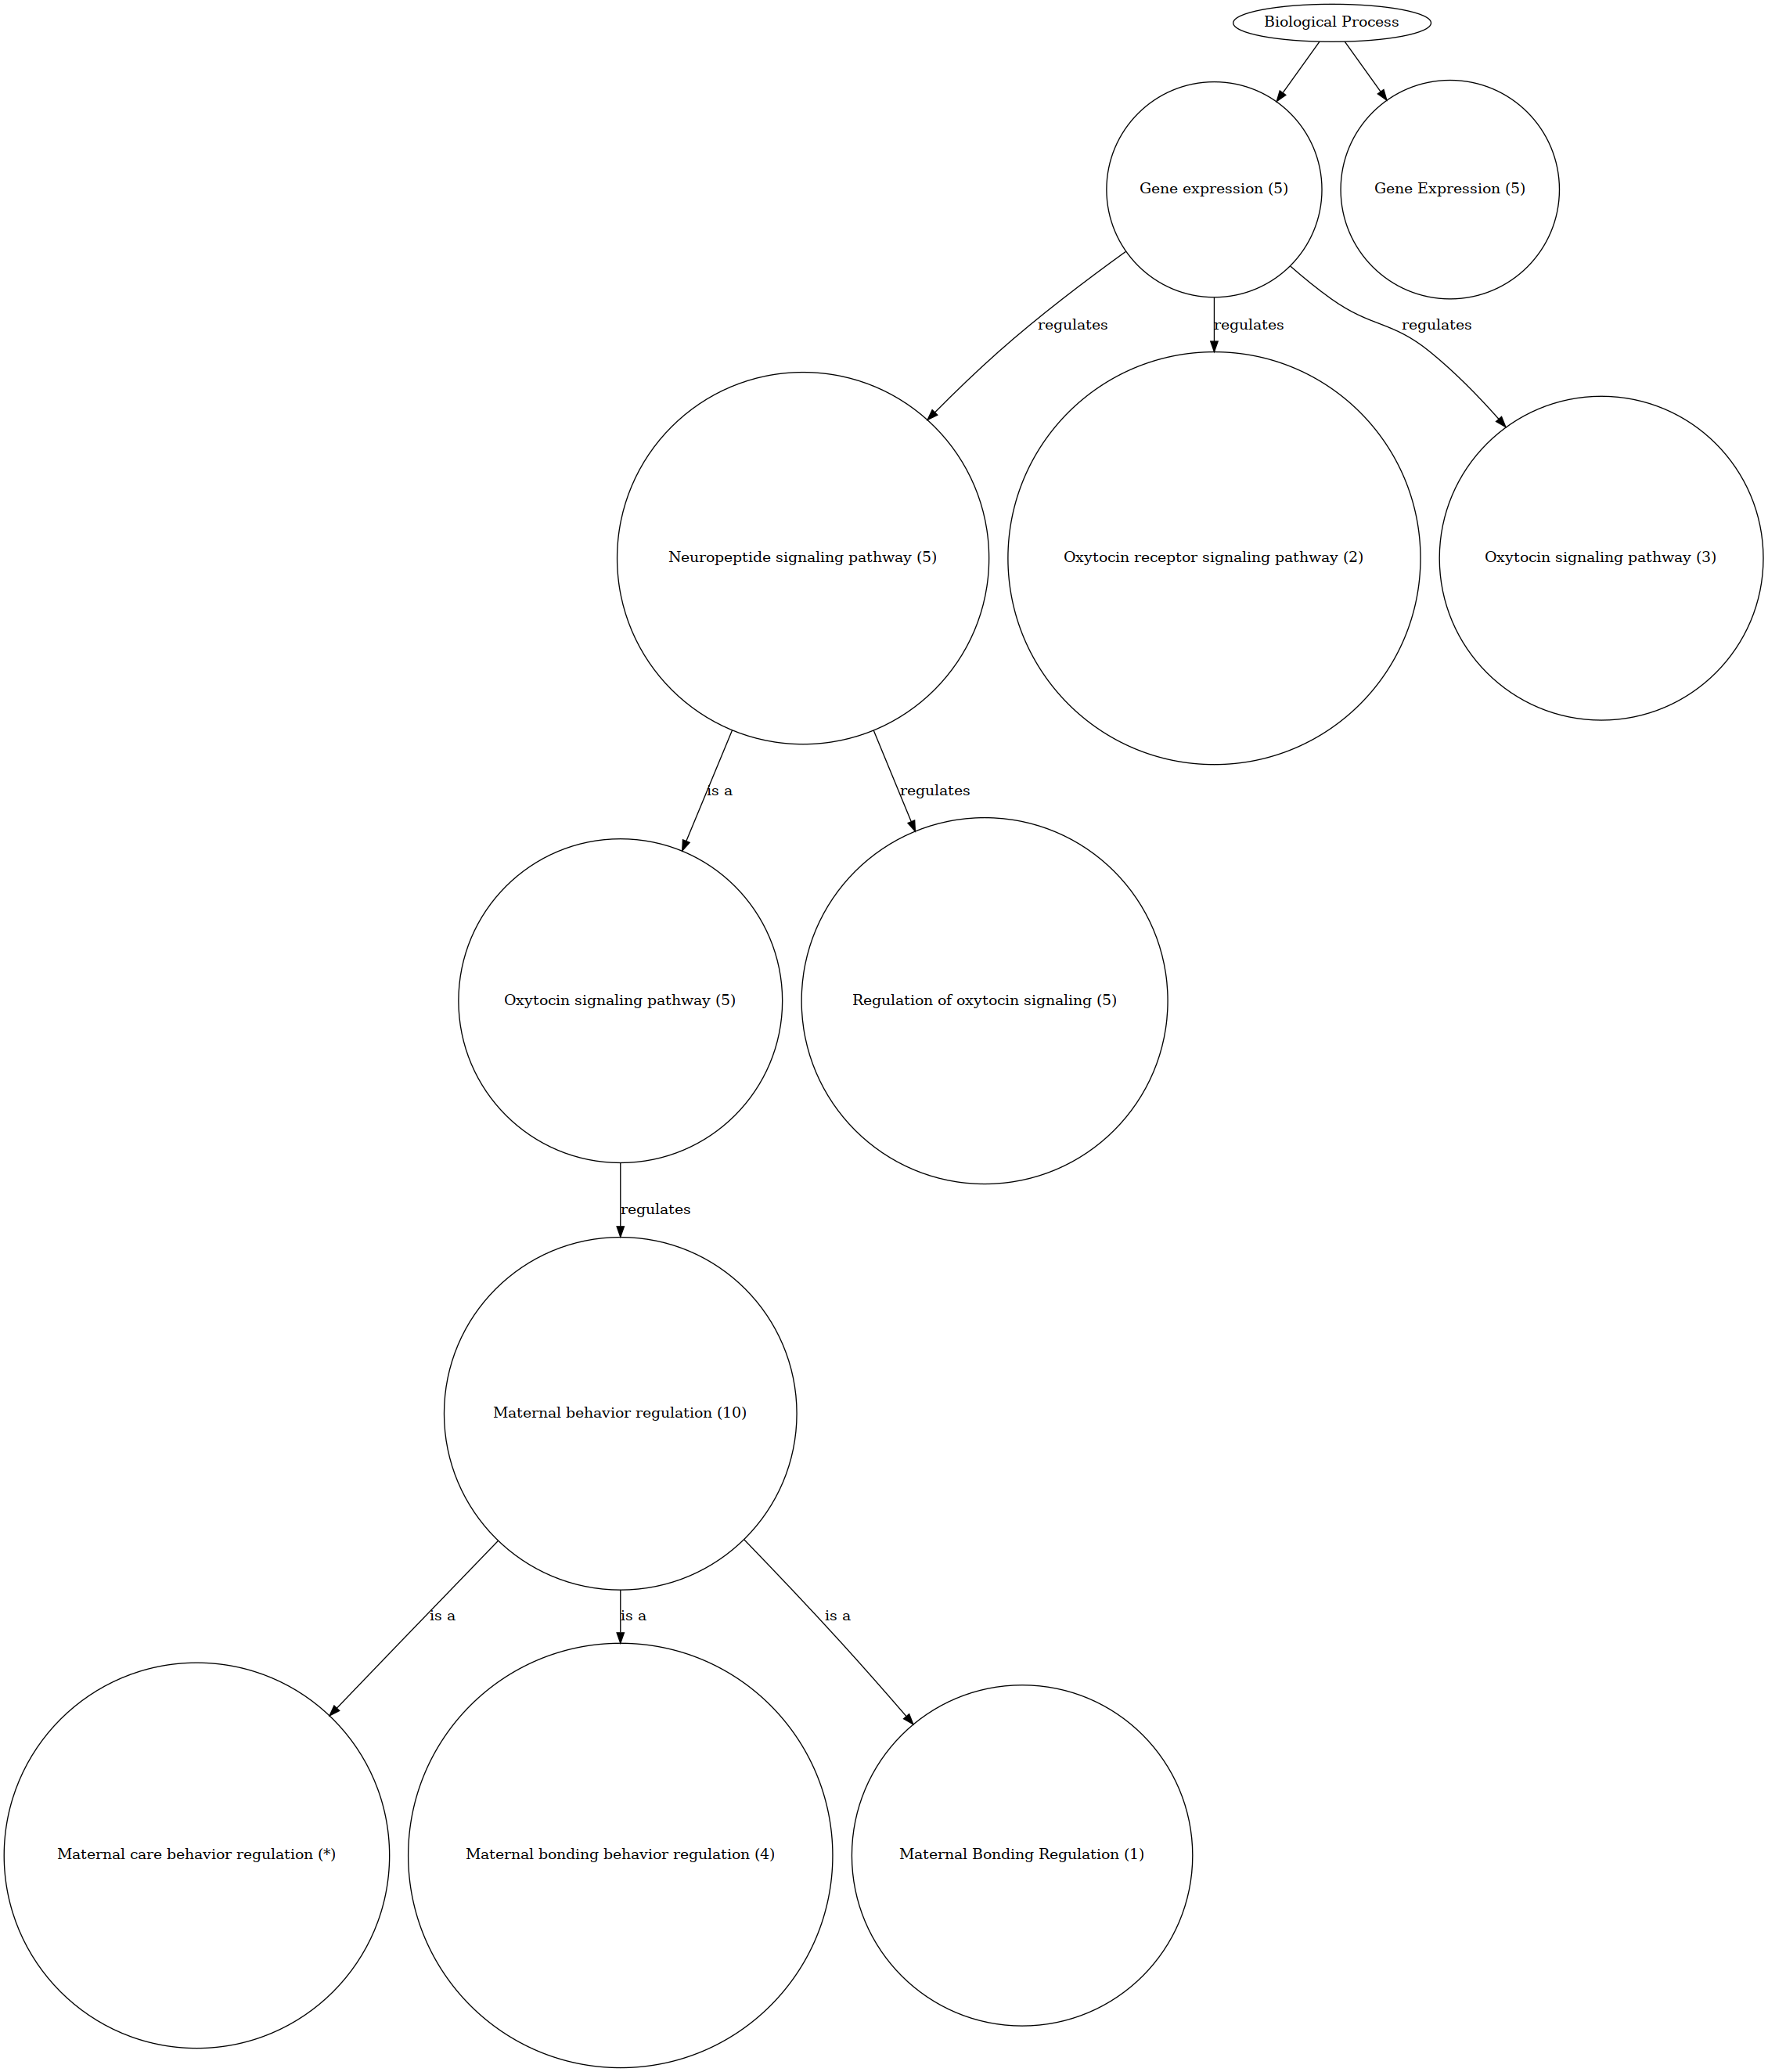 Biological Process
Gene expression (5)
Gene Expression (5)
regulates
regulates
regulates
Neuropeptide signaling pathway (5)
Oxytocin receptor signaling pathway (2)
Oxytocin signaling pathway (3)
is a
regulates
Oxytocin signaling pathway (5)
Regulation of oxytocin signaling (5)
regulates
Maternal behavior regulation (10)
is a
is a
is a
Maternal care behavior regulation (*)
Maternal bonding behavior regulation (4)
Maternal Bonding Regulation (1)